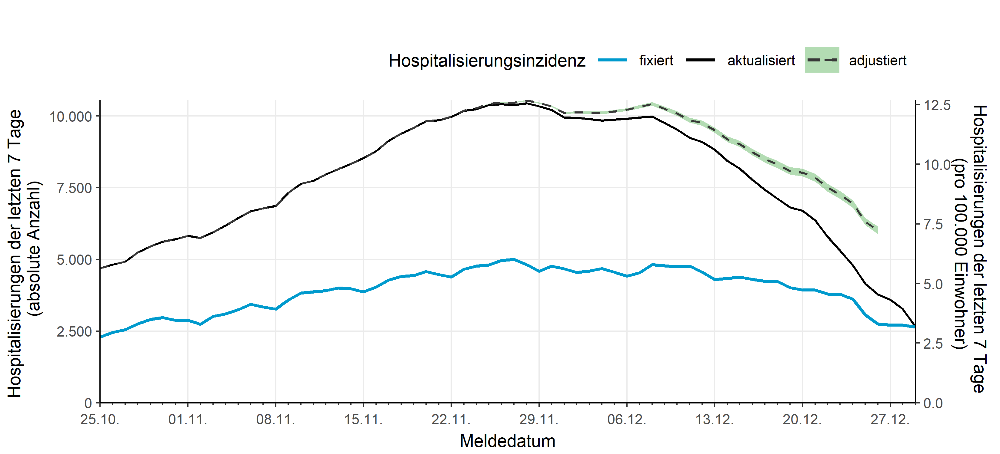 Hospitalisierungsinzidenz fixiert aktualisiert adjustiert
Hospitalisierungen der letzten 7 Tage
(absolute Anzahl)
10.000
7.500
5.000
2.500
0
12.5
10.0
7.5
5.0
2.5
0.0
Hospitalisierungen der letzten 7 Tage
(pro 100.000 Einwohner)
25.10. 01.11. 08.11. 15.11. 22.11. 29.11. 06.12. 13.12. 20.12. 27.12.
Meldedatum